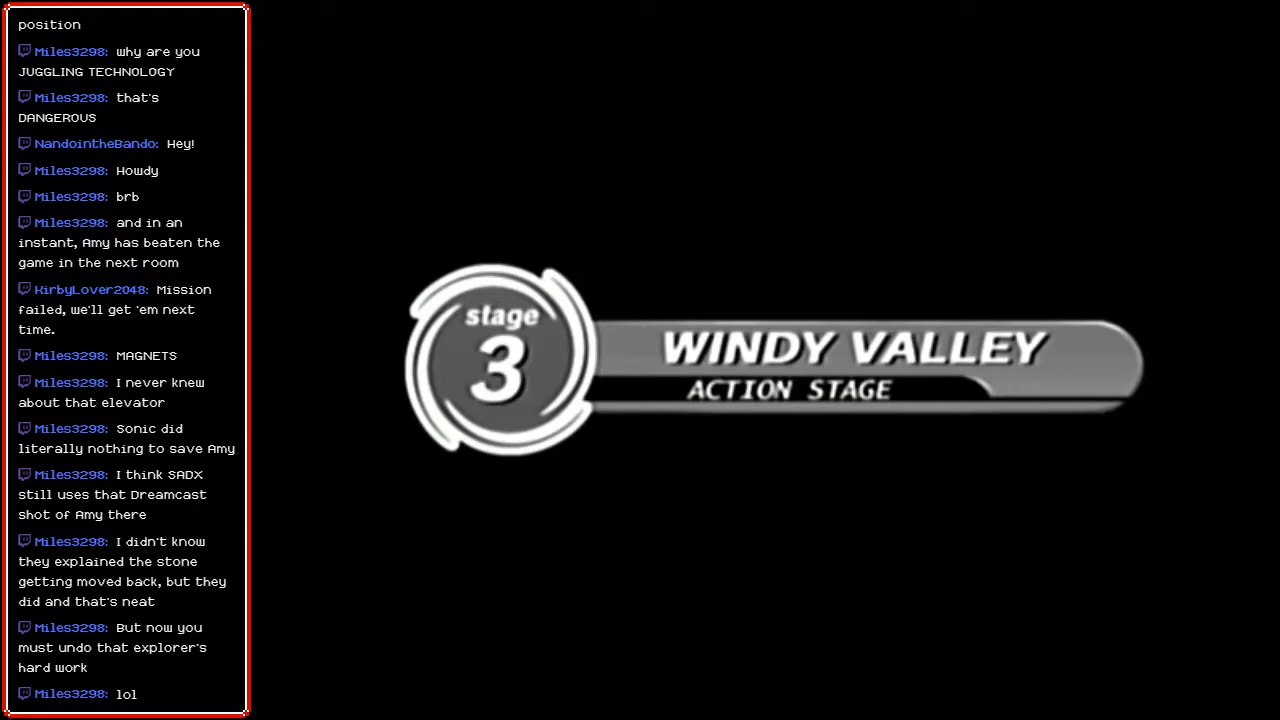 position
Miles3298: why are you
JUGGLING TECHNOLOGY
Miles3298: that's
DANGEROUS
NandointheBando: Hey!
Miles3298: Howdy
Miles3298: brb
Miles3298: and in an
instant, Amy has beaten the
game in the next room
KirbyLover2048: Mission
failed, we'll get 'em next
time.
Miles3298: MAGNETS
Miles3298: I never knew
about that elevator
Miles3298: Sonic did
literally nothing to save Amy
Miles3298: I think SADX
still uses that Dreamcast
shot of Amy there
Miles3298: I didn't know
they explained the stone
getting moved back, but they
did and that's neat
Miles3298: But now you
must undo that explorer's
hard work
Miles3298: lol
stage
3
WINDY VALLEY
ACTION STAGE